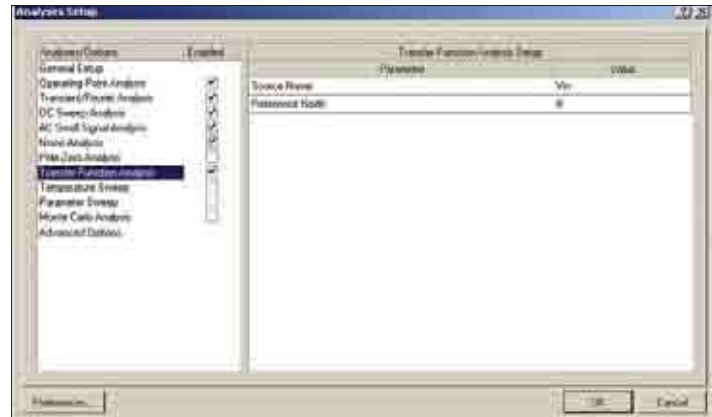 Analyses Setup
Analyses/Options Enabled
General Setup
Operating Point Analysis
Transient/Fourier Analysis
DC Sweep Analysis
AC Small Signal Analysis
Noise Analysis
Pole-Zero Analysis
Transfer Function Analysis
Temperature Sweep
Parameter Sweep
Monte Carlo Analysis
Advanced Options
Transfer Function Analysis Setup
Parameter Value
Source Name Vin
Reference Node 0
Preferences...
OK Cancel